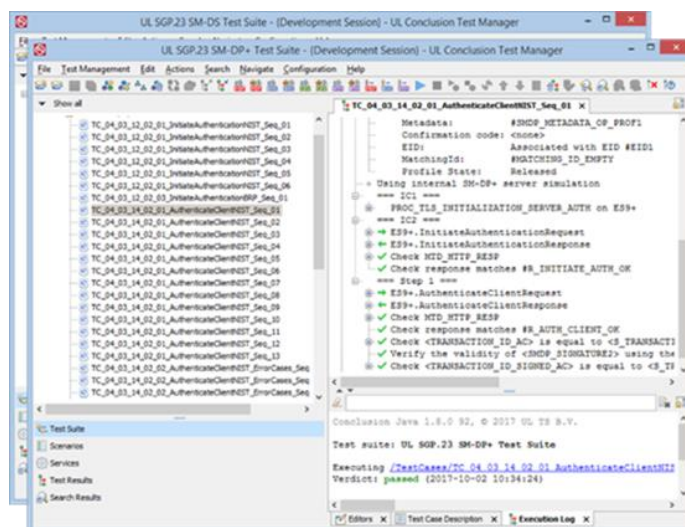 UL SGP.23 SM-DS Test Suite - (Development Session) - UL Conclusion Test Manager
UL SGP.23 SM-DP+ Test Suite - (Development Session) - UL Conclusion Test Manager
File Test Management Edit Actions Search Navigate Configuration Help
Show all
TC_04_03_12_02_01_InitiateAuthenticationNIST_Seq_01
TC_04_03_12_02_01_InitiateAuthenticationNIST_Seq_02
TC_04_03_12_02_01_InitiateAuthenticationNIST_Seq_03
TC_04_03_12_02_01_InitiateAuthenticationNIST_Seq_04
TC_04_03_12_02_01_InitiateAuthenticationNIST_Seq_05
TC_04_03_12_02_01_InitiateAuthenticationNIST_Seq_06
TC_04_03_12_02_03_InitiateAuthenticationBRP_Seq_01
TC_04_03_14_02_01_AuthenticateClientNIST_Seq_01
TC_04_03_14_02_01_AuthenticateClientNIST_Seq_02
TC_04_03_14_02_01_AuthenticateClientNIST_Seq_03
TC_04_03_14_02_01_AuthenticateClientNIST_Seq_04
TC_04_03_14_02_01_AuthenticateClientNIST_Seq_05
TC_04_03_14_02_01_AuthenticateClientNIST_Seq_06
TC_04_03_14_02_01_AuthenticateClientNIST_Seq_07
TC_04_03_14_02_01_AuthenticateClientNIST_Seq_08
TC_04_03_14_02_01_AuthenticateClientNIST_Seq_09
TC_04_03_14_02_01_AuthenticateClientNIST_Seq_10
TC_04_03_14_02_01_AuthenticateClientNIST_Seq_11
TC_04_03_14_02_01_AuthenticateClientNIST_Seq_12
TC_04_03_14_02_01_AuthenticateClientNIST_Seq_13
TC_04_03_14_02_02_AuthenticateClientNIST_ErrorCases_Seq
TC_04_03_14_02_02_AuthenticateClientNIST_ErrorCases_Seq
Test Suite
Scenarios
Services
Test Results
Search Results
TC_04_03_14_02_01_AuthenticateClientNIST_Seq_01
Metadata: #SMDP_METADATA_OP_PROF1
Confirmation code: <none>
EID: Associated with EID #EID1
MatchingId: #MATCHING_ID_EMPTY
Profile State: Released
Using internal SM-DP+ server simulation
=== IC1 ===
PROC_TLS_INITIALIZATION_SERVER_AUTH on ES9+
=== IC2 ===
ES9+.InitiateAuthenticationRequest
ES9+.InitiateAuthenticationResponse
Check MTD_HTTP_RESP
Check response matches #R_INITIATE_AUTH_OK
=== Step 1 ===
ES9+.AuthenticateClientRequest
ES9+.AuthenticateClientResponse
Check MTD_HTTP_RESP
Check response matches #R_AUTH_CLIENT_OK
Check <TRANSACTION_ID_AC> is equal to <S_TRANSACTI
Verify the validity of <SMDP_SIGNATURE2> using the
Check <TRANSACTION_ID_SIGNED_AC> is equal to <S_TR
Conclusion Java 1.8.0 92, © 2017 UL TS B.V.
Test suite: UL SGP.23 SM-DP+ Test Suite
Executing /TestCases/TC_04_03_14_02_01_AuthenticateClientNIS
Verdict: passed (2017-10-02 10:34:24)
Editors
Test Case Description
Execution Log